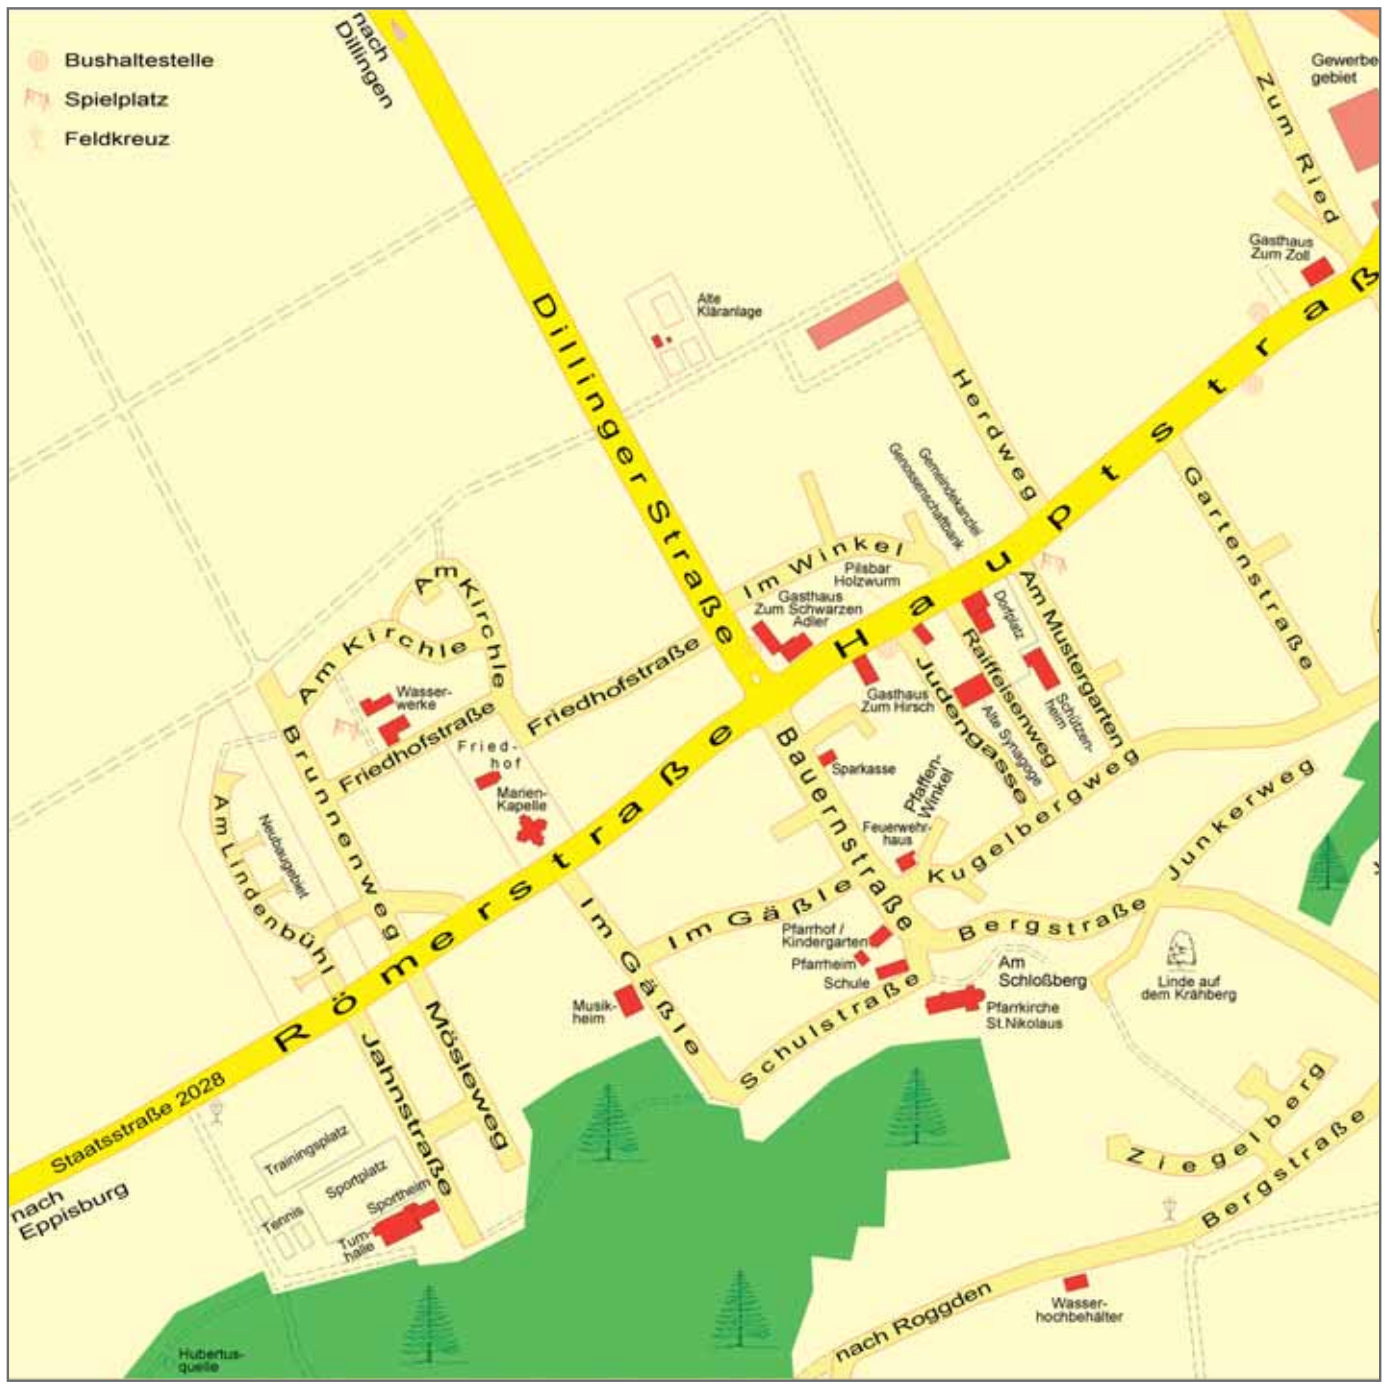 nach
Dillingen
Bushaltestelle
Spielplatz
Feldkreuz
Gewerbe
gebiet
Zum Ried
Gasthaus
Zum Zoll
Dillinger Straße
Alte
Kläranlage
Herdweg
Hauptstraß
Gartenstraße
Gemeindekanzlei
Genossenschaftbank
Im Winkel
Pilsbar
Holzwurm
Gasthaus
Zum Schwarzen
Adler
Am Kirchle
Am Kirchle
Friedhofstraße
Dorfplatz
Am Mustergarten
Raiffeisenweg
Judengasse
Gasthaus
Zum Hirsch
Alte Synagoge
Schützen-
heim
Wasser-
werke
Friedhofstraße
Fried-
hof
Marien-
Kapelle
Brunnenweg
Am Lindenbühl
Neubaugebiet
Bauernstraße
Sparkasse
Pfaffen-
Winkel
Feuerwehr-
haus
Kugelbergweg
Junkerweg
Römerstraße
Im Gäßle
Im Gäßle
Bergstraße
Pfarrhof /
Kindergarten
Pfarrheim
Schule
Am
Schloßberg
Linde auf
dem Krähberg
Musik-
heim
Schulstraße
Pfarrkirche
St.Nikolaus
Mösleweg
Jahnstraße
Staatsstraße 2028
nach
Eppisburg
Trainingsplatz
Sportplatz
Sportheim
Tennis
Turn-
halle
Ziegelberg
Bergstraße
Wasser-
hochbehälter
nach Roggden
Hubertus-
quelle